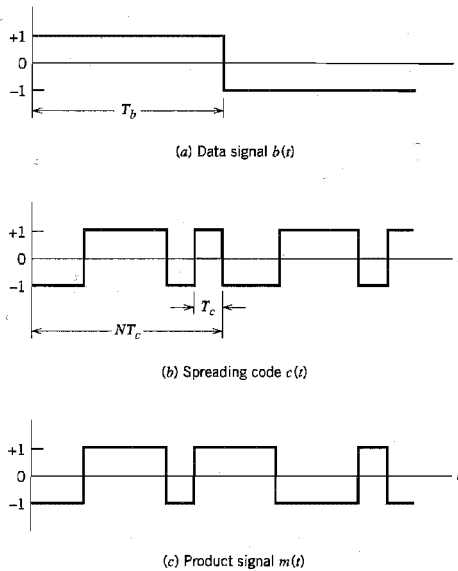 +1
0
-1
T_b
(a) Data signal b(t)
+1
0
-1
T_c
NT_c
(b) Spreading code c(t)
+1
0
-1
(c) Product signal m(t)